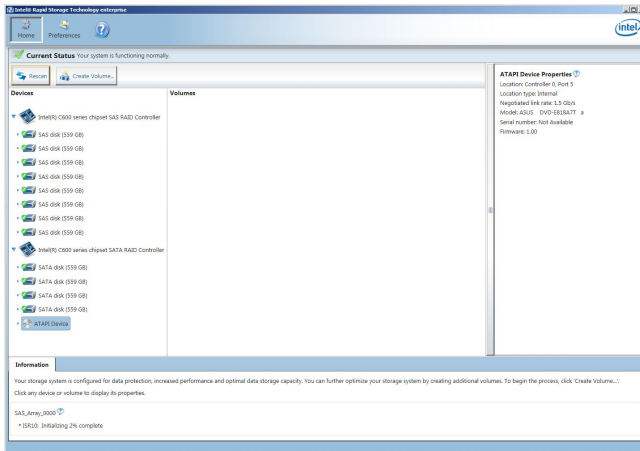 Intel® Rapid Storage Technology enterprise
Home
Preferences
intel
Current Status Your system is functioning normally.
Rescan
Create Volume...
Devices
Volumes
Intel(R) C600 series chipset SAS RAID Controller
SAS disk (559 GB)
SAS disk (559 GB)
SAS disk (559 GB)
SAS disk (559 GB)
SAS disk (559 GB)
SAS disk (559 GB)
SAS disk (559 GB)
SAS disk (559 GB)
Intel(R) C600 series chipset SATA RAID Controller
SATA disk (559 GB)
SATA disk (559 GB)
SATA disk (559 GB)
SATA disk (559 GB)
ATAPI Device
ATAPI Device Properties ?
Location: Controller 0, Port 5
Location type: Internal
Negotiated link rate: 1.5 Gb/s
Model: ASUS DVD-E818A7T a
Serial number: Not Available
Firmware: 1.00
Information
Your storage system is configured for data protection, increased performance and optimal data storage capacity. You can further optimize your storage system by creating additional volumes. To begin the process, click 'Create Volume...'.
Click any device or volume to display its properties.
SAS_Array_0000 ?
• ISR10: Initializing 2% complete